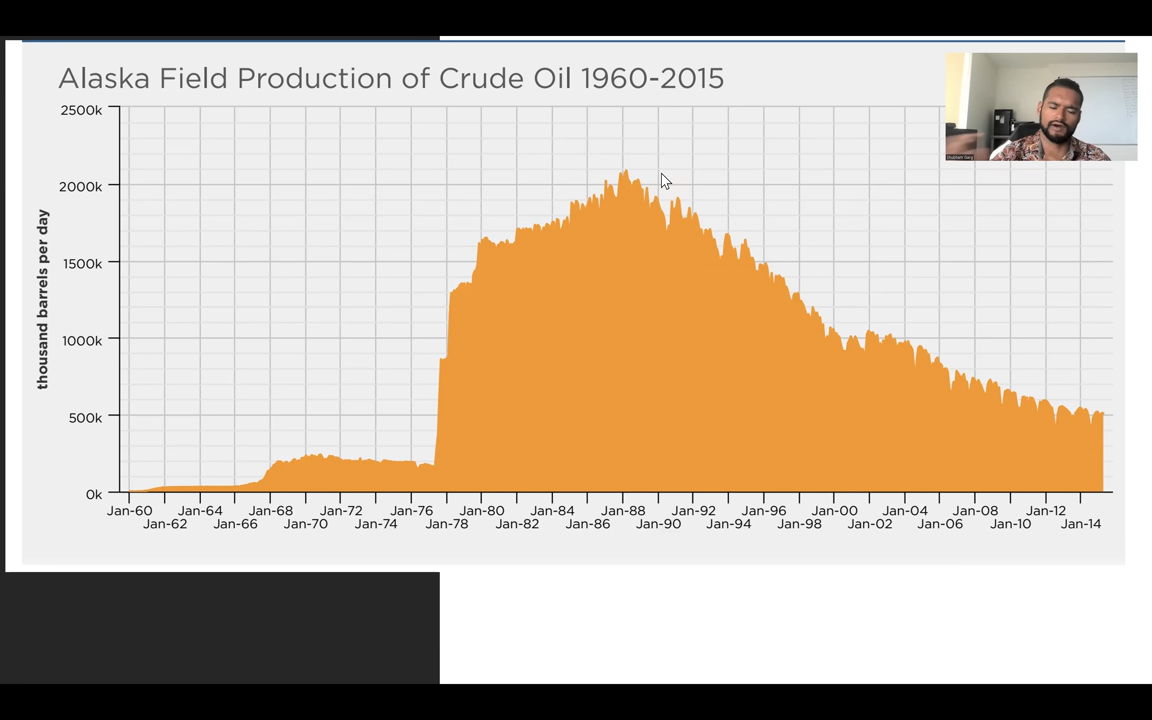 Alaska Field Production of Crude Oil 1960-2015
thousand barrels per day
2500k
2000k
1500k
1000k
500k
0k
Jan-60 Jan-64 Jan-68 Jan-72 Jan-76 Jan-80 Jan-84 Jan-88 Jan-92 Jan-96 Jan-00 Jan-04 Jan-08 Jan-12
Jan-62 Jan-66 Jan-70 Jan-74 Jan-78 Jan-82 Jan-86 Jan-90 Jan-94 Jan-98 Jan-02 Jan-06 Jan-10 Jan-14